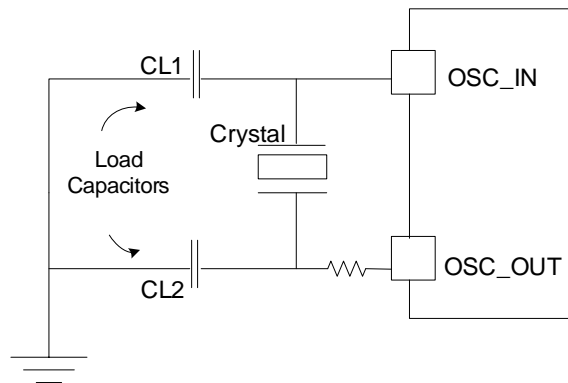 CL1
OSC_IN
Crystal
Load
Capacitors
CL2
OSC_OUT